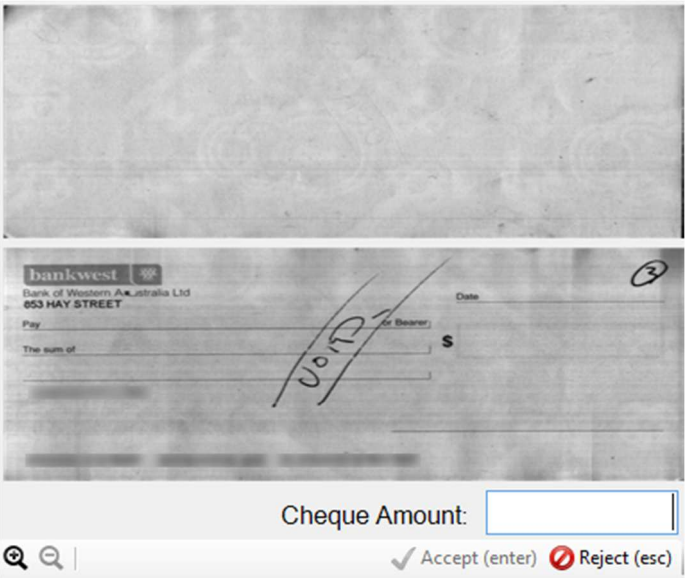 bankwest
Bank of Western Australia Ltd
853 HAY STREET
3
Date
Pay
or Bearer
The sum of
$
VOID
Cheque Amount:
Accept (enter)
Reject (esc)